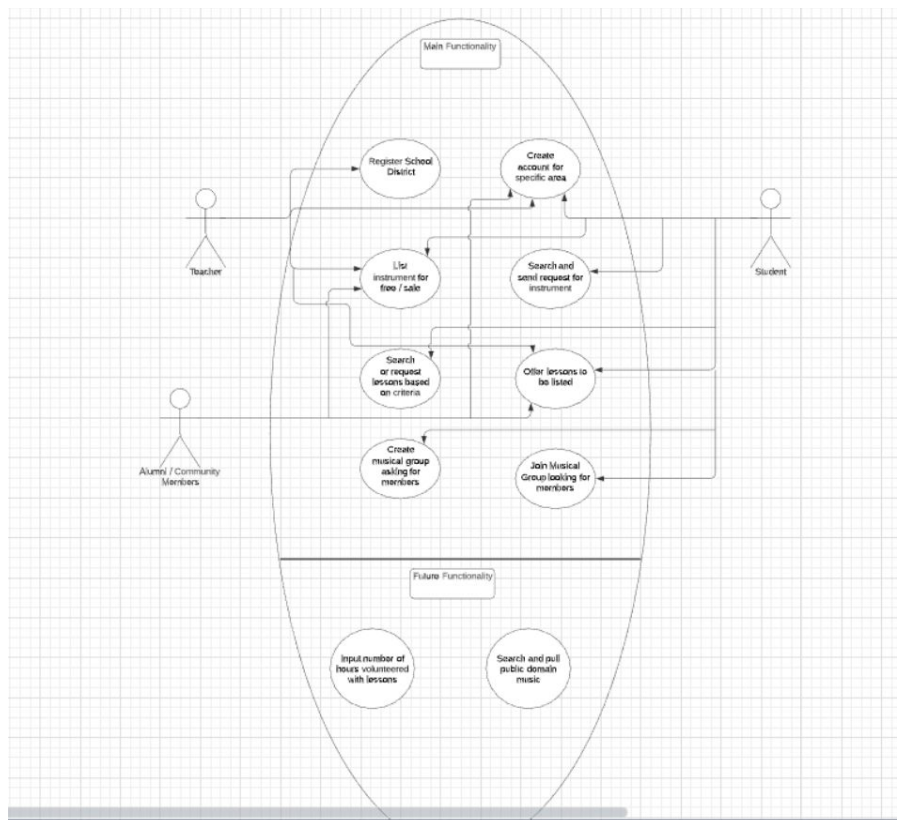 Main Functionality
Register School
District
Create
account for
specific area
Teacher
Student
List
instrument for
free / sale
Search and
send request for
instrument
Search
or request
lessons based
on criteria
Offer lessons to
be listed
Alumni / Community
Members
Create
musical group
asking for
members
Join Musical
Group looking for
members
Future Functionality
Input number of
hours volunteered
with lessons
Search and pull
public domain
music